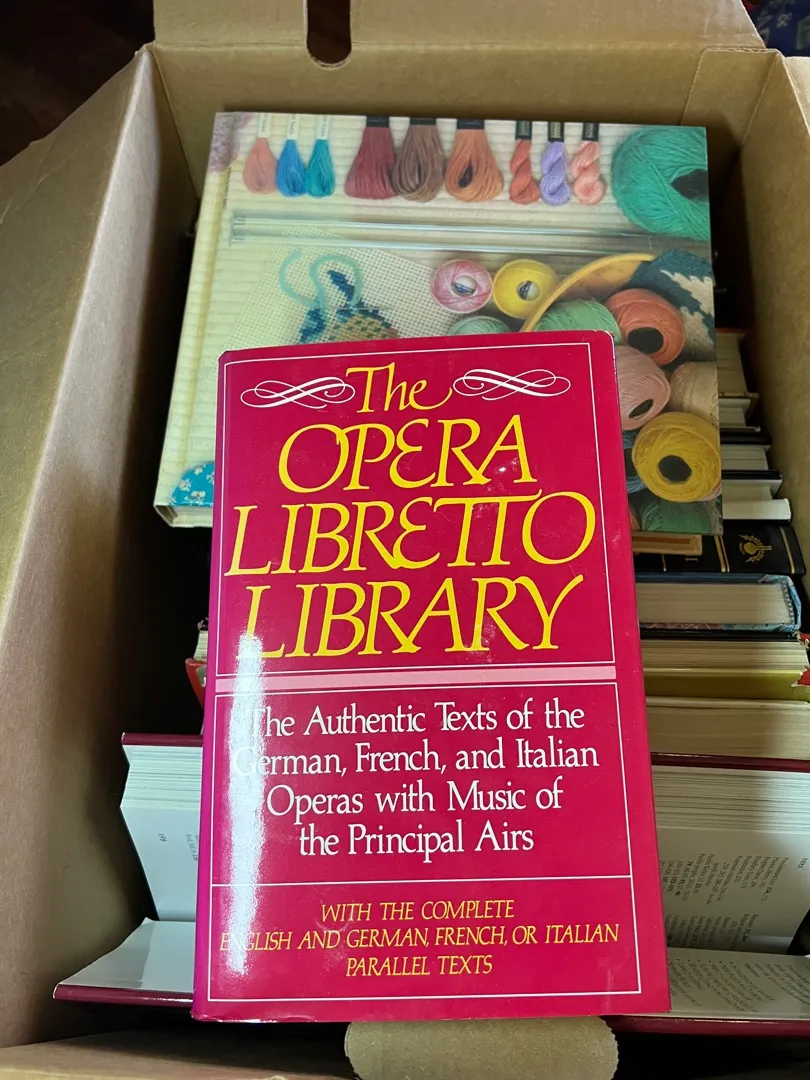 The
OPERA
LIBRETTO
LIBRARY
The Authentic Texts of the
German, French, and Italian
Operas with Music of
the Principal Airs
WITH THE COMPLETE
ENGLISH AND GERMAN, FRENCH, OR ITALIAN
PARALLEL TEXTS